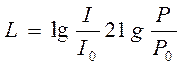 L = lg I/I₀ 21 g P/P₀